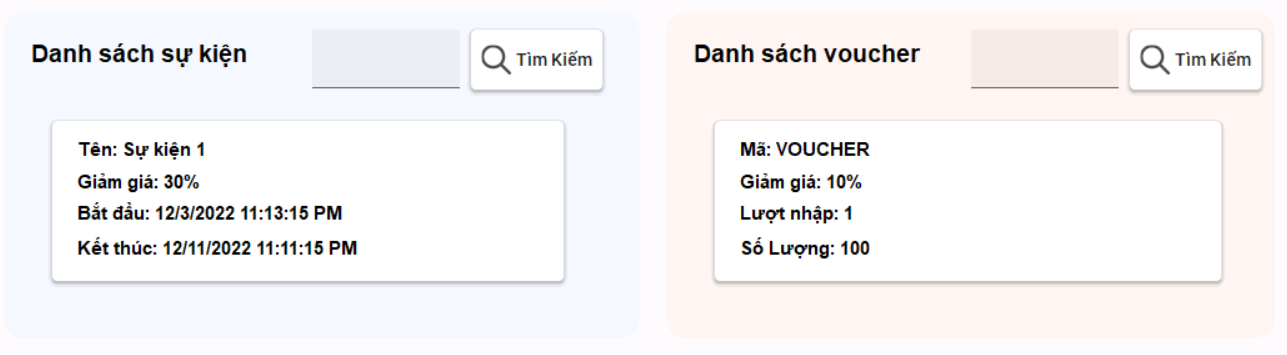 Danh sách sự kiện
Tìm Kiếm
Tên: Sự kiện 1
Giảm giá: 30%
Bắt đầu: 12/3/2022 11:13:15 PM
Kết thúc: 12/11/2022 11:11:15 PM
Danh sách voucher
Tìm Kiếm
Mã: VOUCHER
Giảm giá: 10%
Lượt nhập: 1
Số Lượng: 100